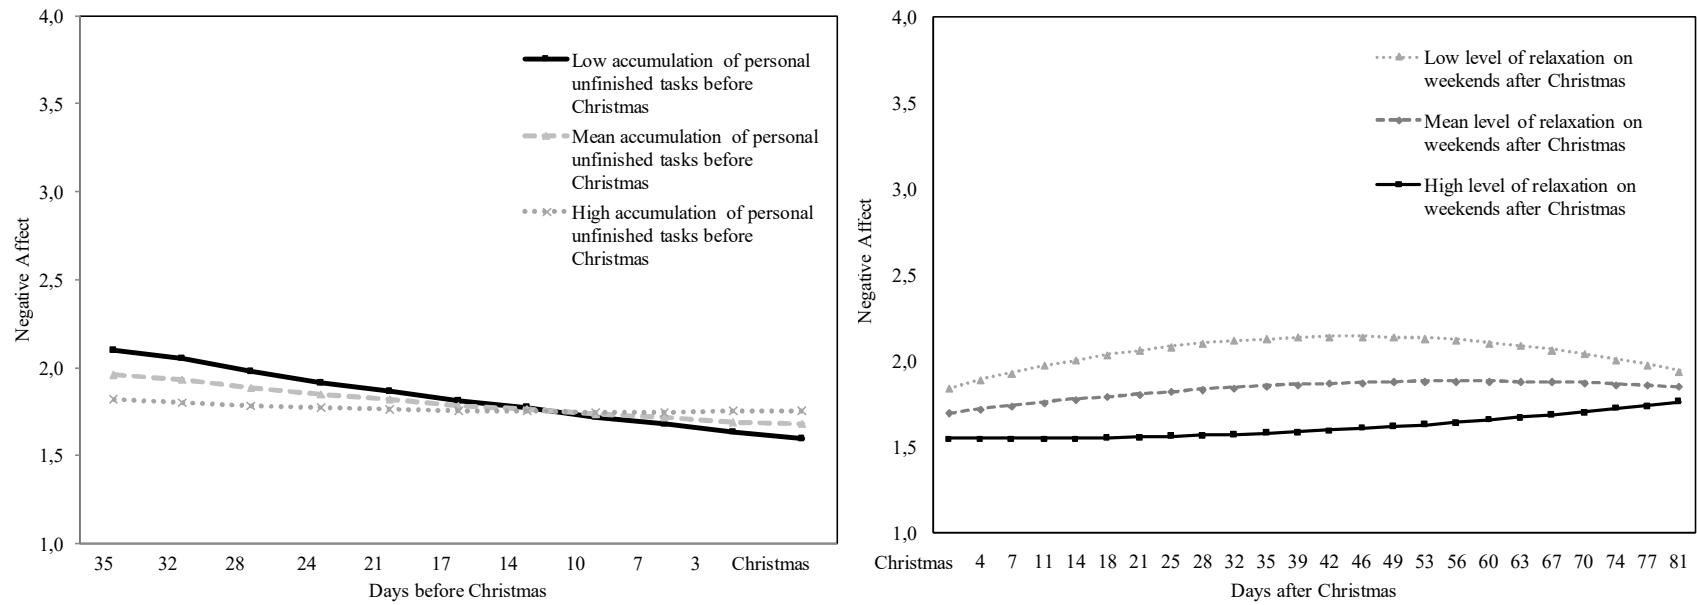 4,0
3,5
3,0
2,5
2,0
1,5
1,0
Negative Affect
Low accumulation of personal
unfinished tasks before
Christmas
Mean accumulation of personal
unfinished tasks before
Christmas
High accumulation of personal
unfinished tasks before
Christmas
35 32 28 24 21 17 14 10 7 3 Christmas
Days before Christmas
4,0
3,5
3,0
2,5
2,0
1,5
1,0
Negative Affect
Low level of relaxation on
weekends after Christmas
Mean level of relaxation on
weekends after Christmas
High level of relaxation on
weekends after Christmas
Christmas 4 7 11 14 18 21 25 28 32 35 39 42 46 49 53 56 60 63 67 70 74 77 81
Days after Christmas